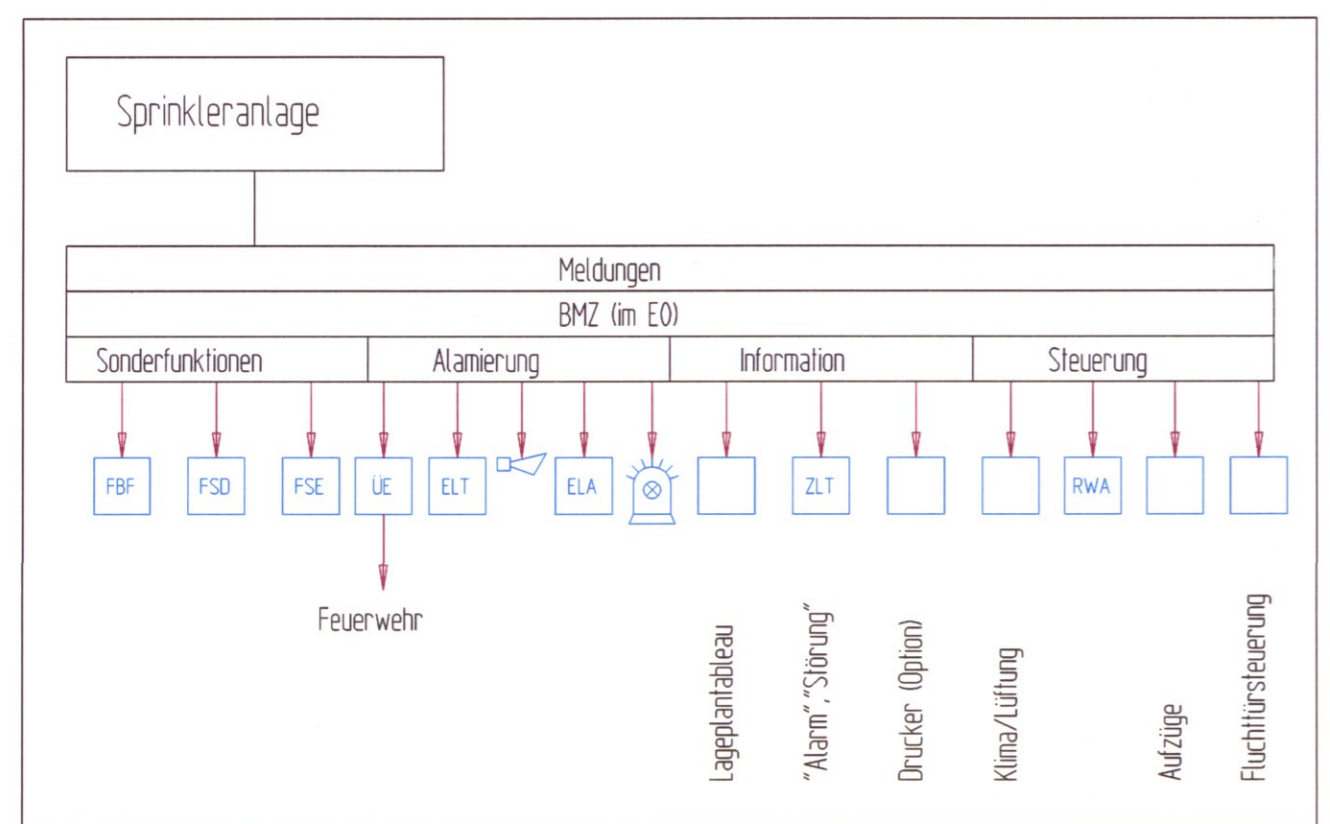 Sprinkleranlage
Meldungen
BMZ (im EO)
Sonderfunktionen
Alamierung
Information
Steuerung
FBF
FSD
FSE
ÜE
ELT
ELA
ZLT
RWA
Feuerwehr
Lageplantableau
"Alarm","Störung"
Drucker (Option)
Klima/Lüftung
Aufzüge
Fluchttürsteuerung